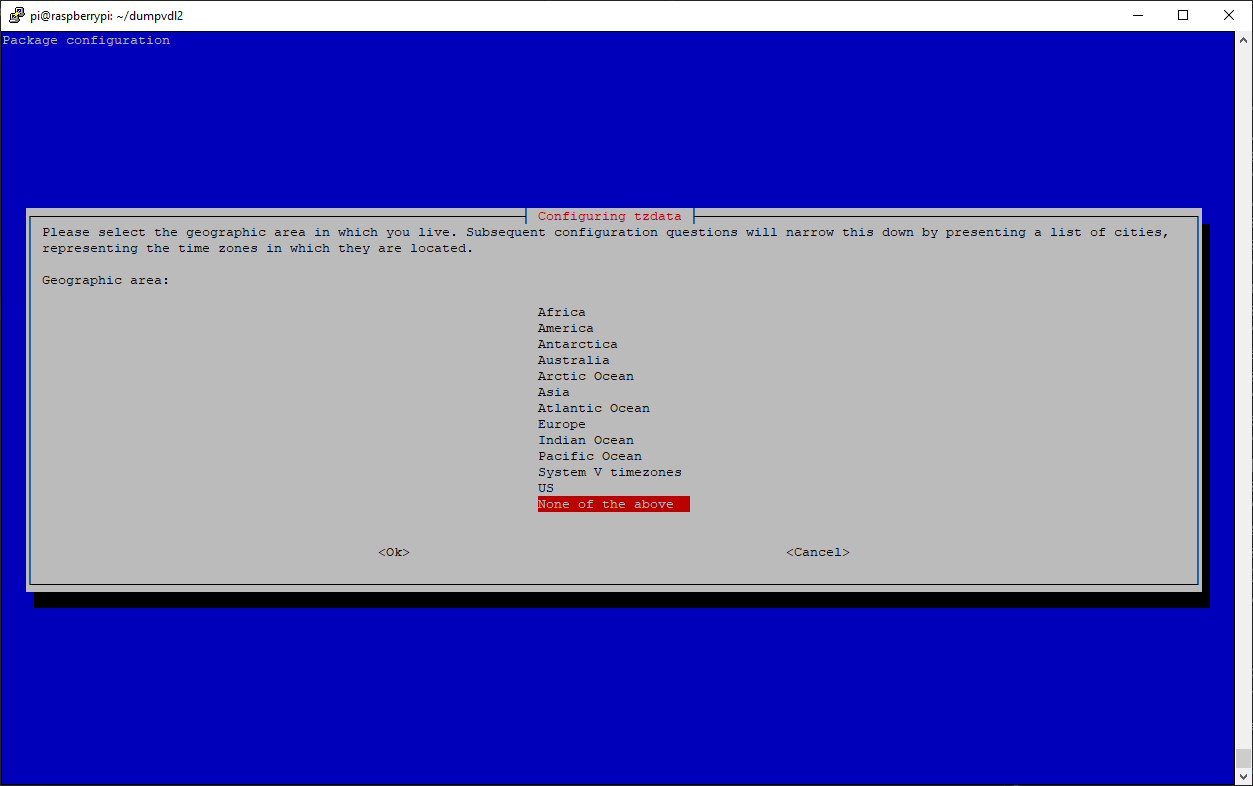 pi@raspberrypi: ~/dumpvdl2
Package configuration
Configuring tzdata
Please select the geographic area in which you live. Subsequent configuration questions will narrow this down by presenting a list of cities,
representing the time zones in which they are located.
Geographic area:
Africa
America
Antarctica
Australia
Arctic Ocean
Asia
Atlantic Ocean
Europe
Indian Ocean
Pacific Ocean
System V timezones
US
None of the above
<Ok> <Cancel>